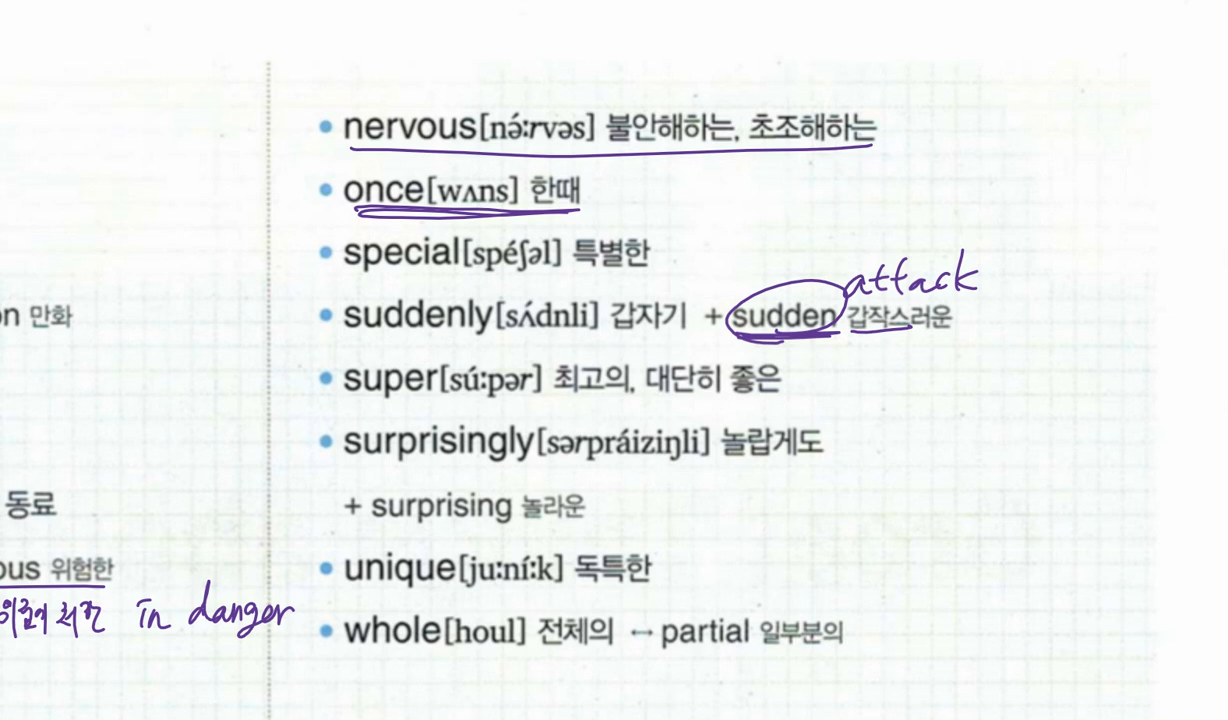 nervous[nə́ːrvəs] 불안해하는, 초조해하는
once[wʌns] 한때
special[spéʃəl] 특별한
attack
suddenly[sʌ́dnli] 갑자기 + sudden 갑작스러운
super[súːpər] 최고의, 대단히 좋은
surprisingly[sərpráiziŋli] 놀랍게도
+ surprising 놀라운
unique[juːníːk] 독특한
whole[houl] 전체의 ↔ partial 일부분의
on 만화
동료
ous 위험한
in danger